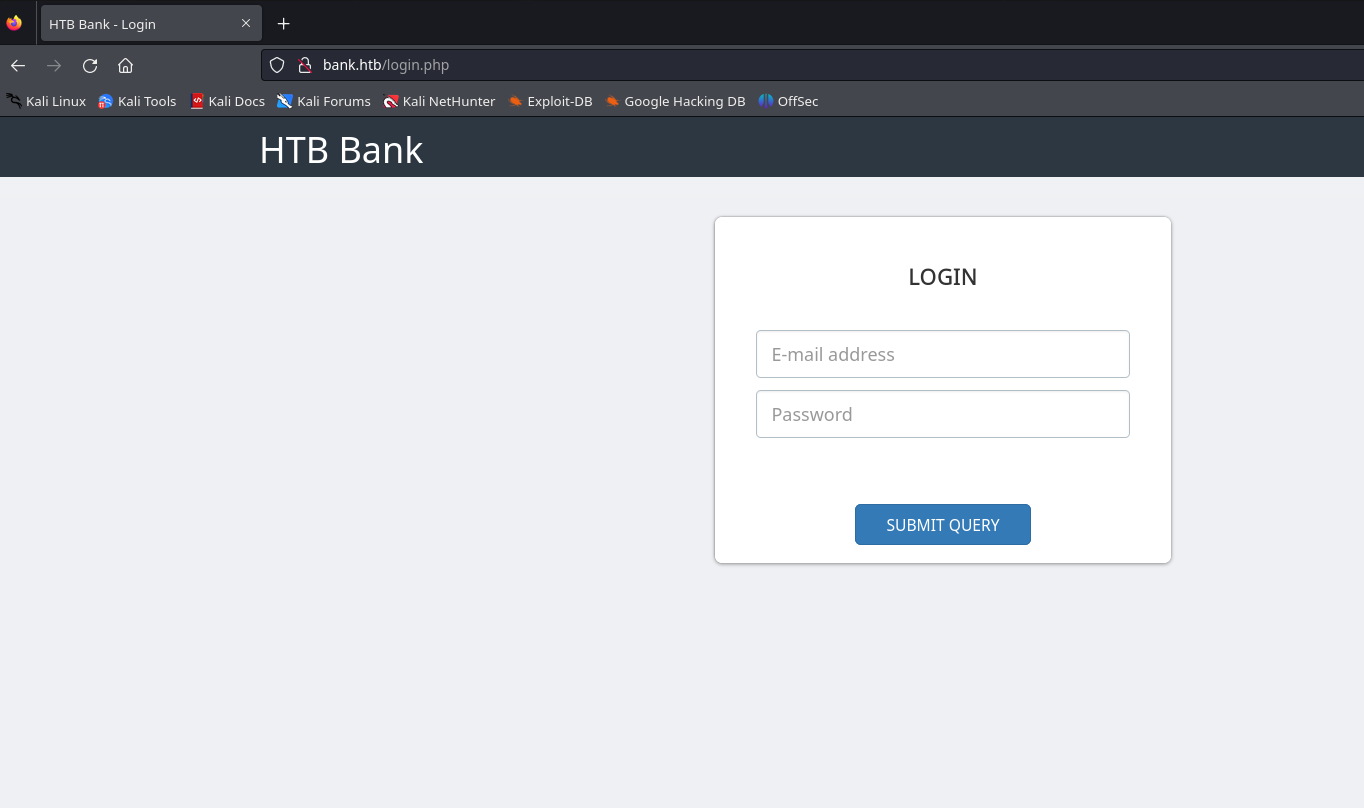 HTB Bank - Login
bank.htb/login.php
Kali Linux Kali Tools Kali Docs Kali Forums Kali NetHunter Exploit-DB Google Hacking DB OffSec
HTB Bank
LOGIN
E-mail address
Password
SUBMIT QUERY